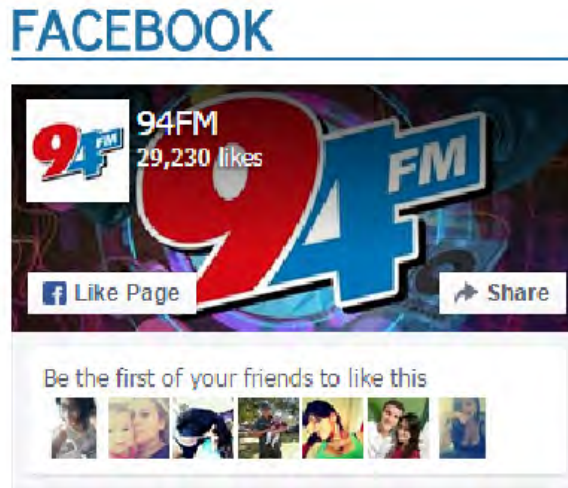 FACEBOOK
94FM
94FM
29,230 likes
94FM
Like Page
Share
Be the first of your friends to like this